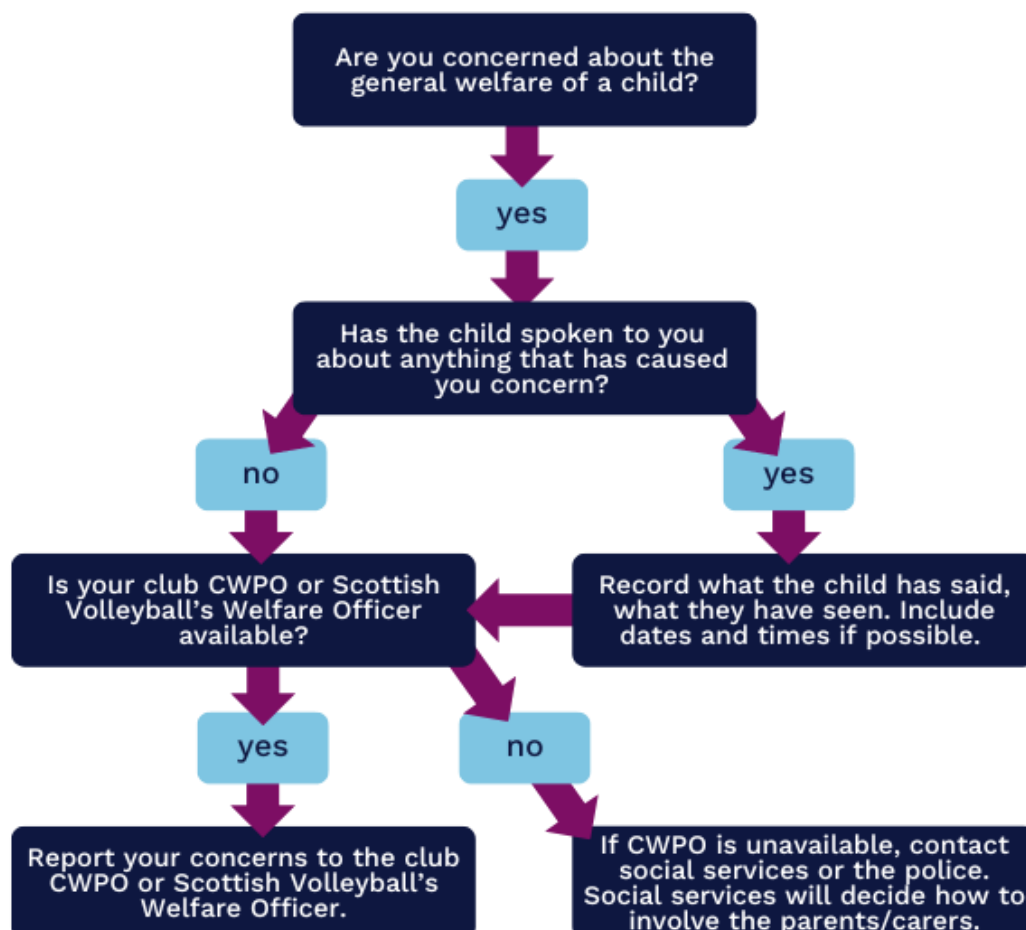 Are you concerned about the
general welfare of a child?
yes
Has the child spoken to you
about anything that has caused
you concern?
no
yes
Is your club CWPO or Scottish
Volleyball's Welfare Officer
available?
Record what the child has said,
what they have seen. Include
dates and times if possible.
yes
no
Report your concerns to the club
CWPO or Scottish Volleyball's
Welfare Officer.
If CWPO is unavailable, contact
social services or the police.
Social services will decide how to
involve the parents/carers.